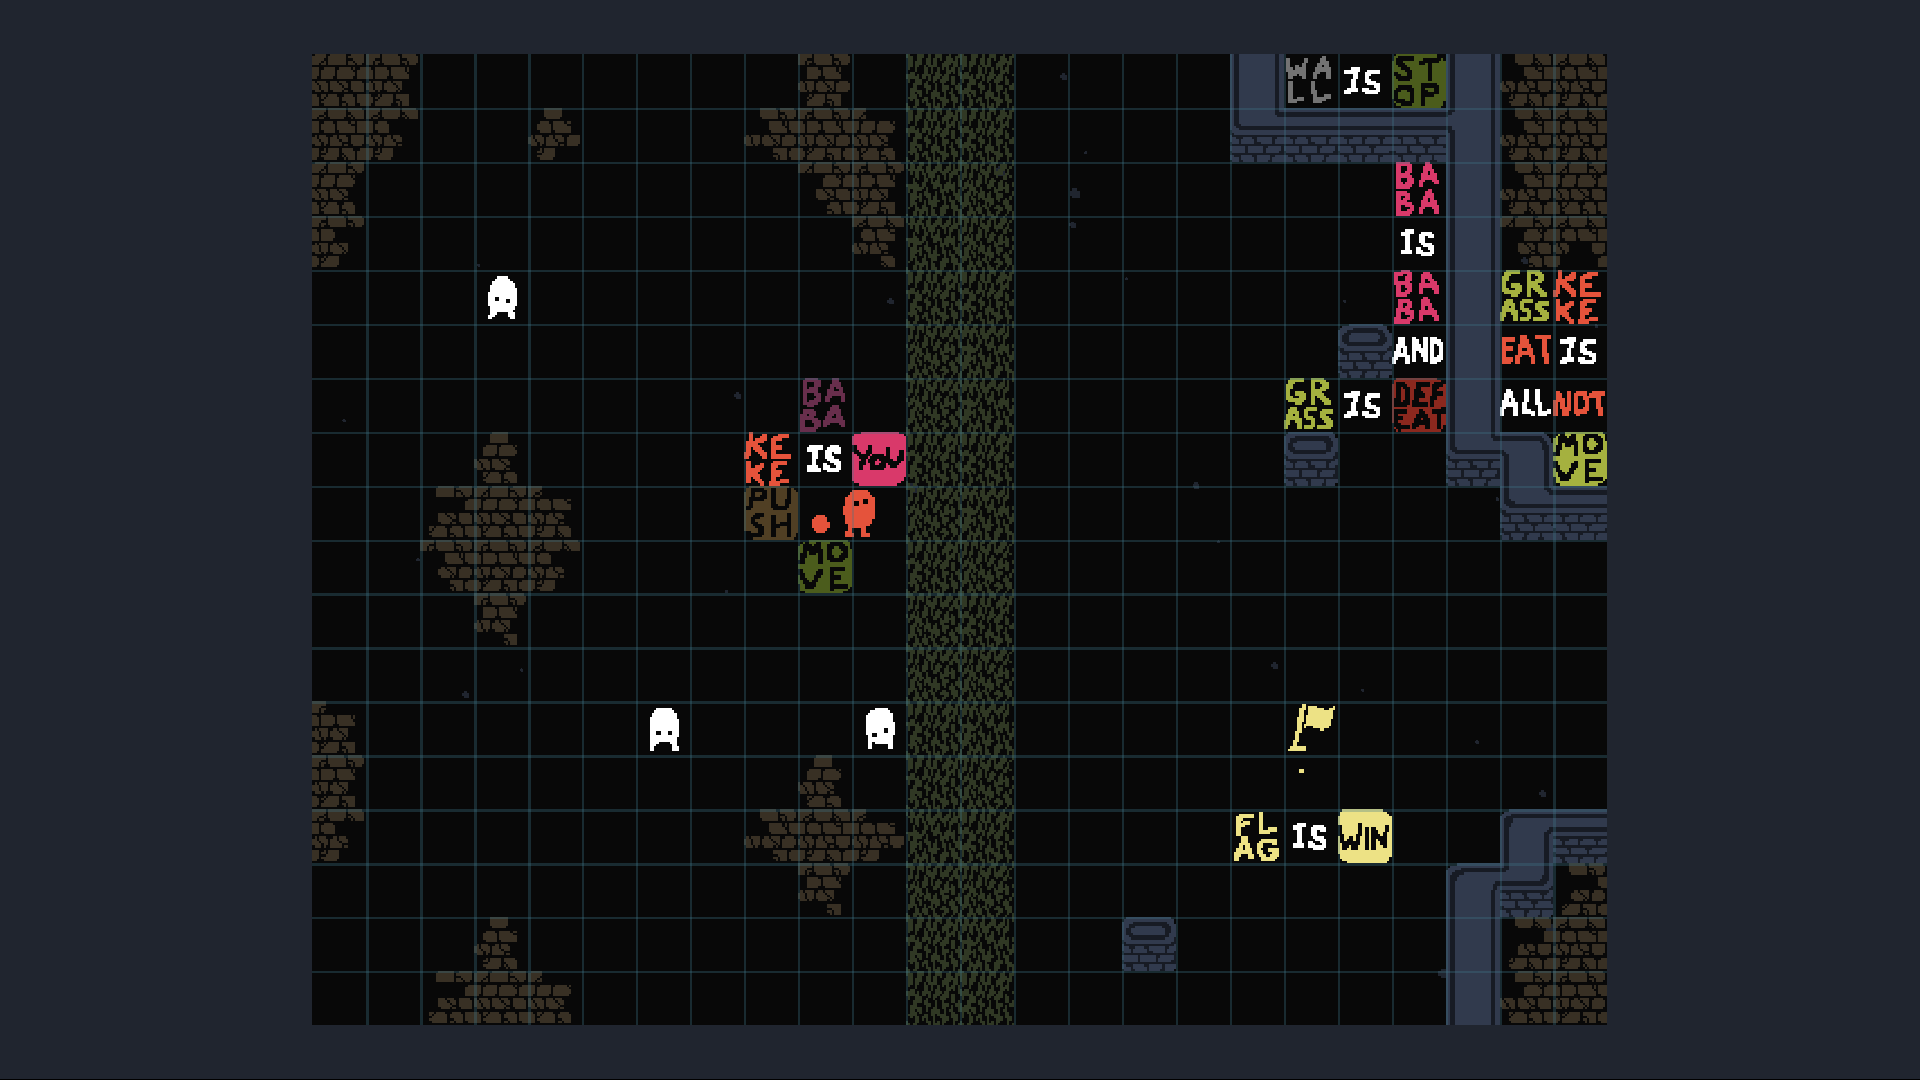 WALL IS STOP
BABA
IS
BABA
GRASS KEKE
AND
EAT IS
BABA
GRASS IS DEFEAT
ALL NOT
KEKE IS YOU
MOVE
PUSH
MOVE
FLAG IS WIN